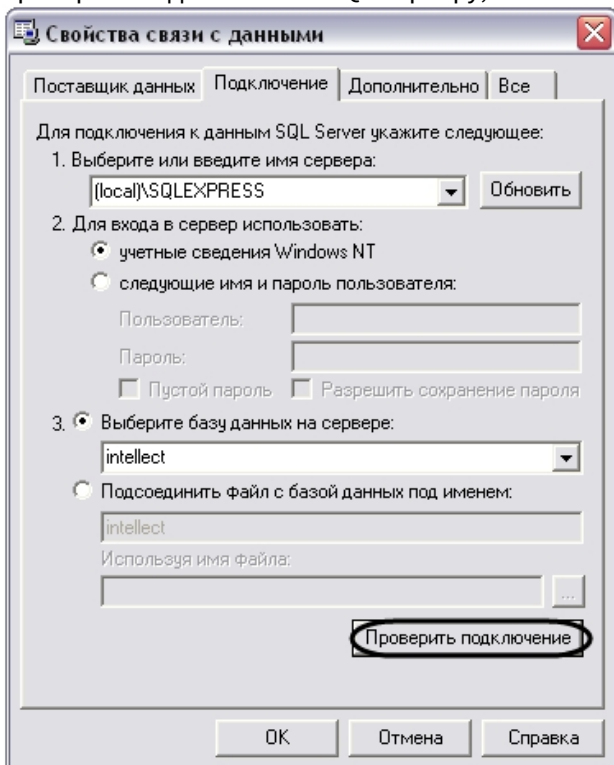 Свойства связи с данными
Поставщик данных Подключение Дополнительно Все
Для подключения к данным SQL Server укажите следующее:
1. Выберите или введите имя сервера:
(local)\SQLEXPRESS Обновить
2. Для входа в сервер использовать:
учетные сведения Windows NT
следующие имя и пароль пользователя:
Пользователь:
Пароль:
Пустой пароль Разрешить сохранение пароля
3. Выберите базу данных на сервере:
intellect
Подсоединить файл с базой данных под именем:
intellect
Используя имя файла:
...
Проверить подключение
OK Отмена Справка